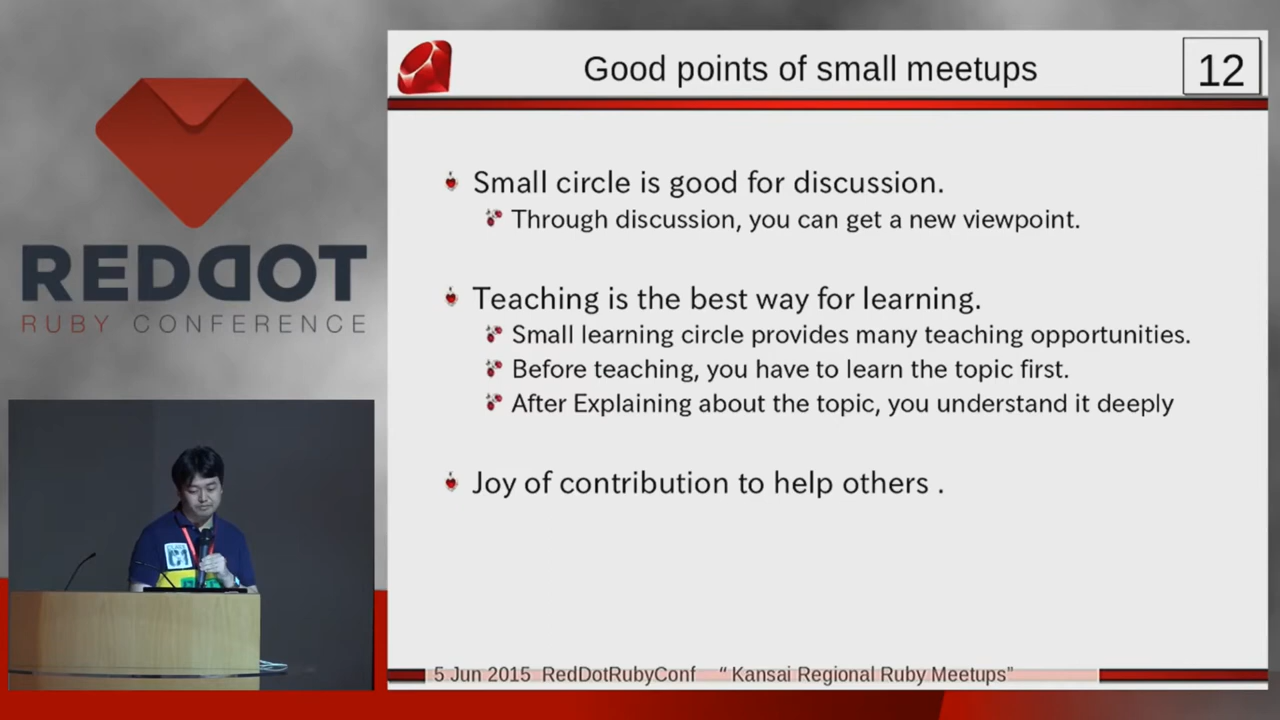 REDDOT
RUBY CONFERENCE
Good points of small meetups
12
Small circle is good for discussion.
Through discussion, you can get a new viewpoint.
Teaching is the best way for learning.
Small learning circle provides many teaching opportunities.
Before teaching, you have to learn the topic first.
After Explaining about the topic, you understand it deeply
Joy of contribution to help others .
5 Jun 2015 RedDotRubyConf “ Kansai Regional Ruby Meetups”